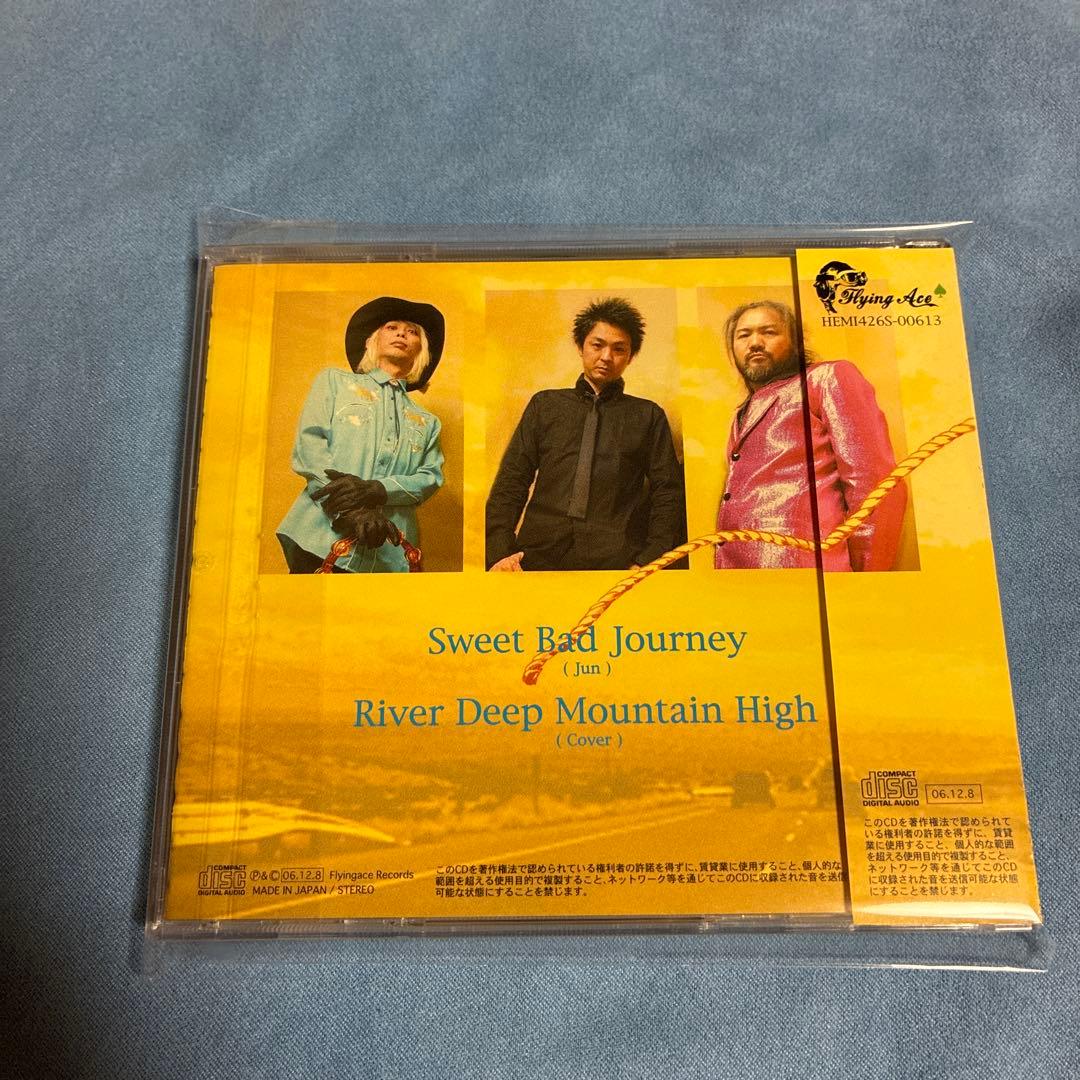 Flying Ace
HEMI426S-00613
Sweet Bad Journey
( Jun )
River Deep Mountain High
( Cover )
COMPACT
disc
DIGITAL AUDIO
06.12.8
このCDを著作権法で認められて
いる権利者の許諾を得ずに、賃貸
業に使用すること、個人的な範囲
を超える使用目的で複製すること、
ネットワーク等を通じてこのCD
に収録された音を送信可能な状態
にすることを禁じます。
COMPACT
disc
DIGITAL AUDIO
Ⓟ&Ⓒ 06.12.8 Flyingace Records
MADE IN JAPAN / STEREO
このCDを著作権法で認められている権利者の許諾を得ずに、賃貸業に使用すること、個人的な
範囲を超える使用目的で複製すること、ネットワーク等を通じてこのCDに収録された音を送信
可能な状態にすることを禁じます。